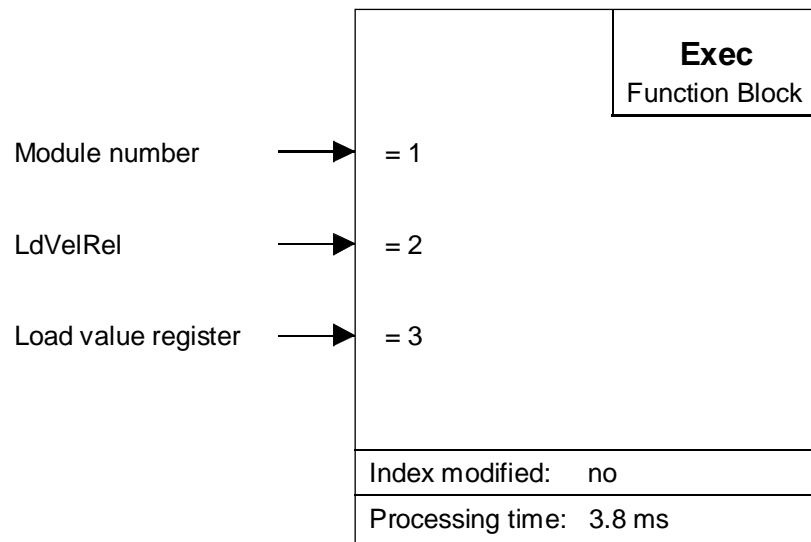 Exec
Function Block
Module number = 1
LdVelRel = 2
Load value register = 3
Index modified: no
Processing time: 3.8 ms